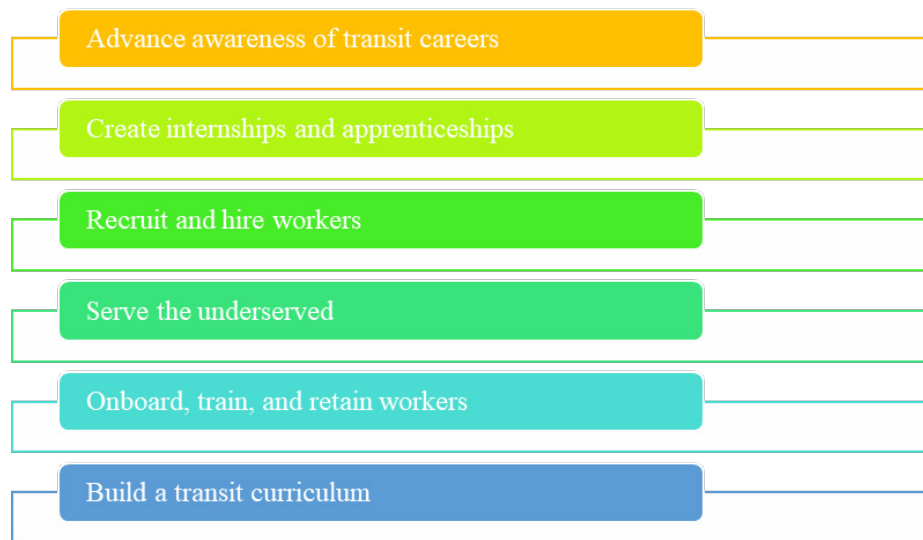 Advance awareness of transit careers
Create internships and apprenticeships
Recruit and hire workers
Serve the underserved
Onboard, train, and retain workers
Build a transit curriculum